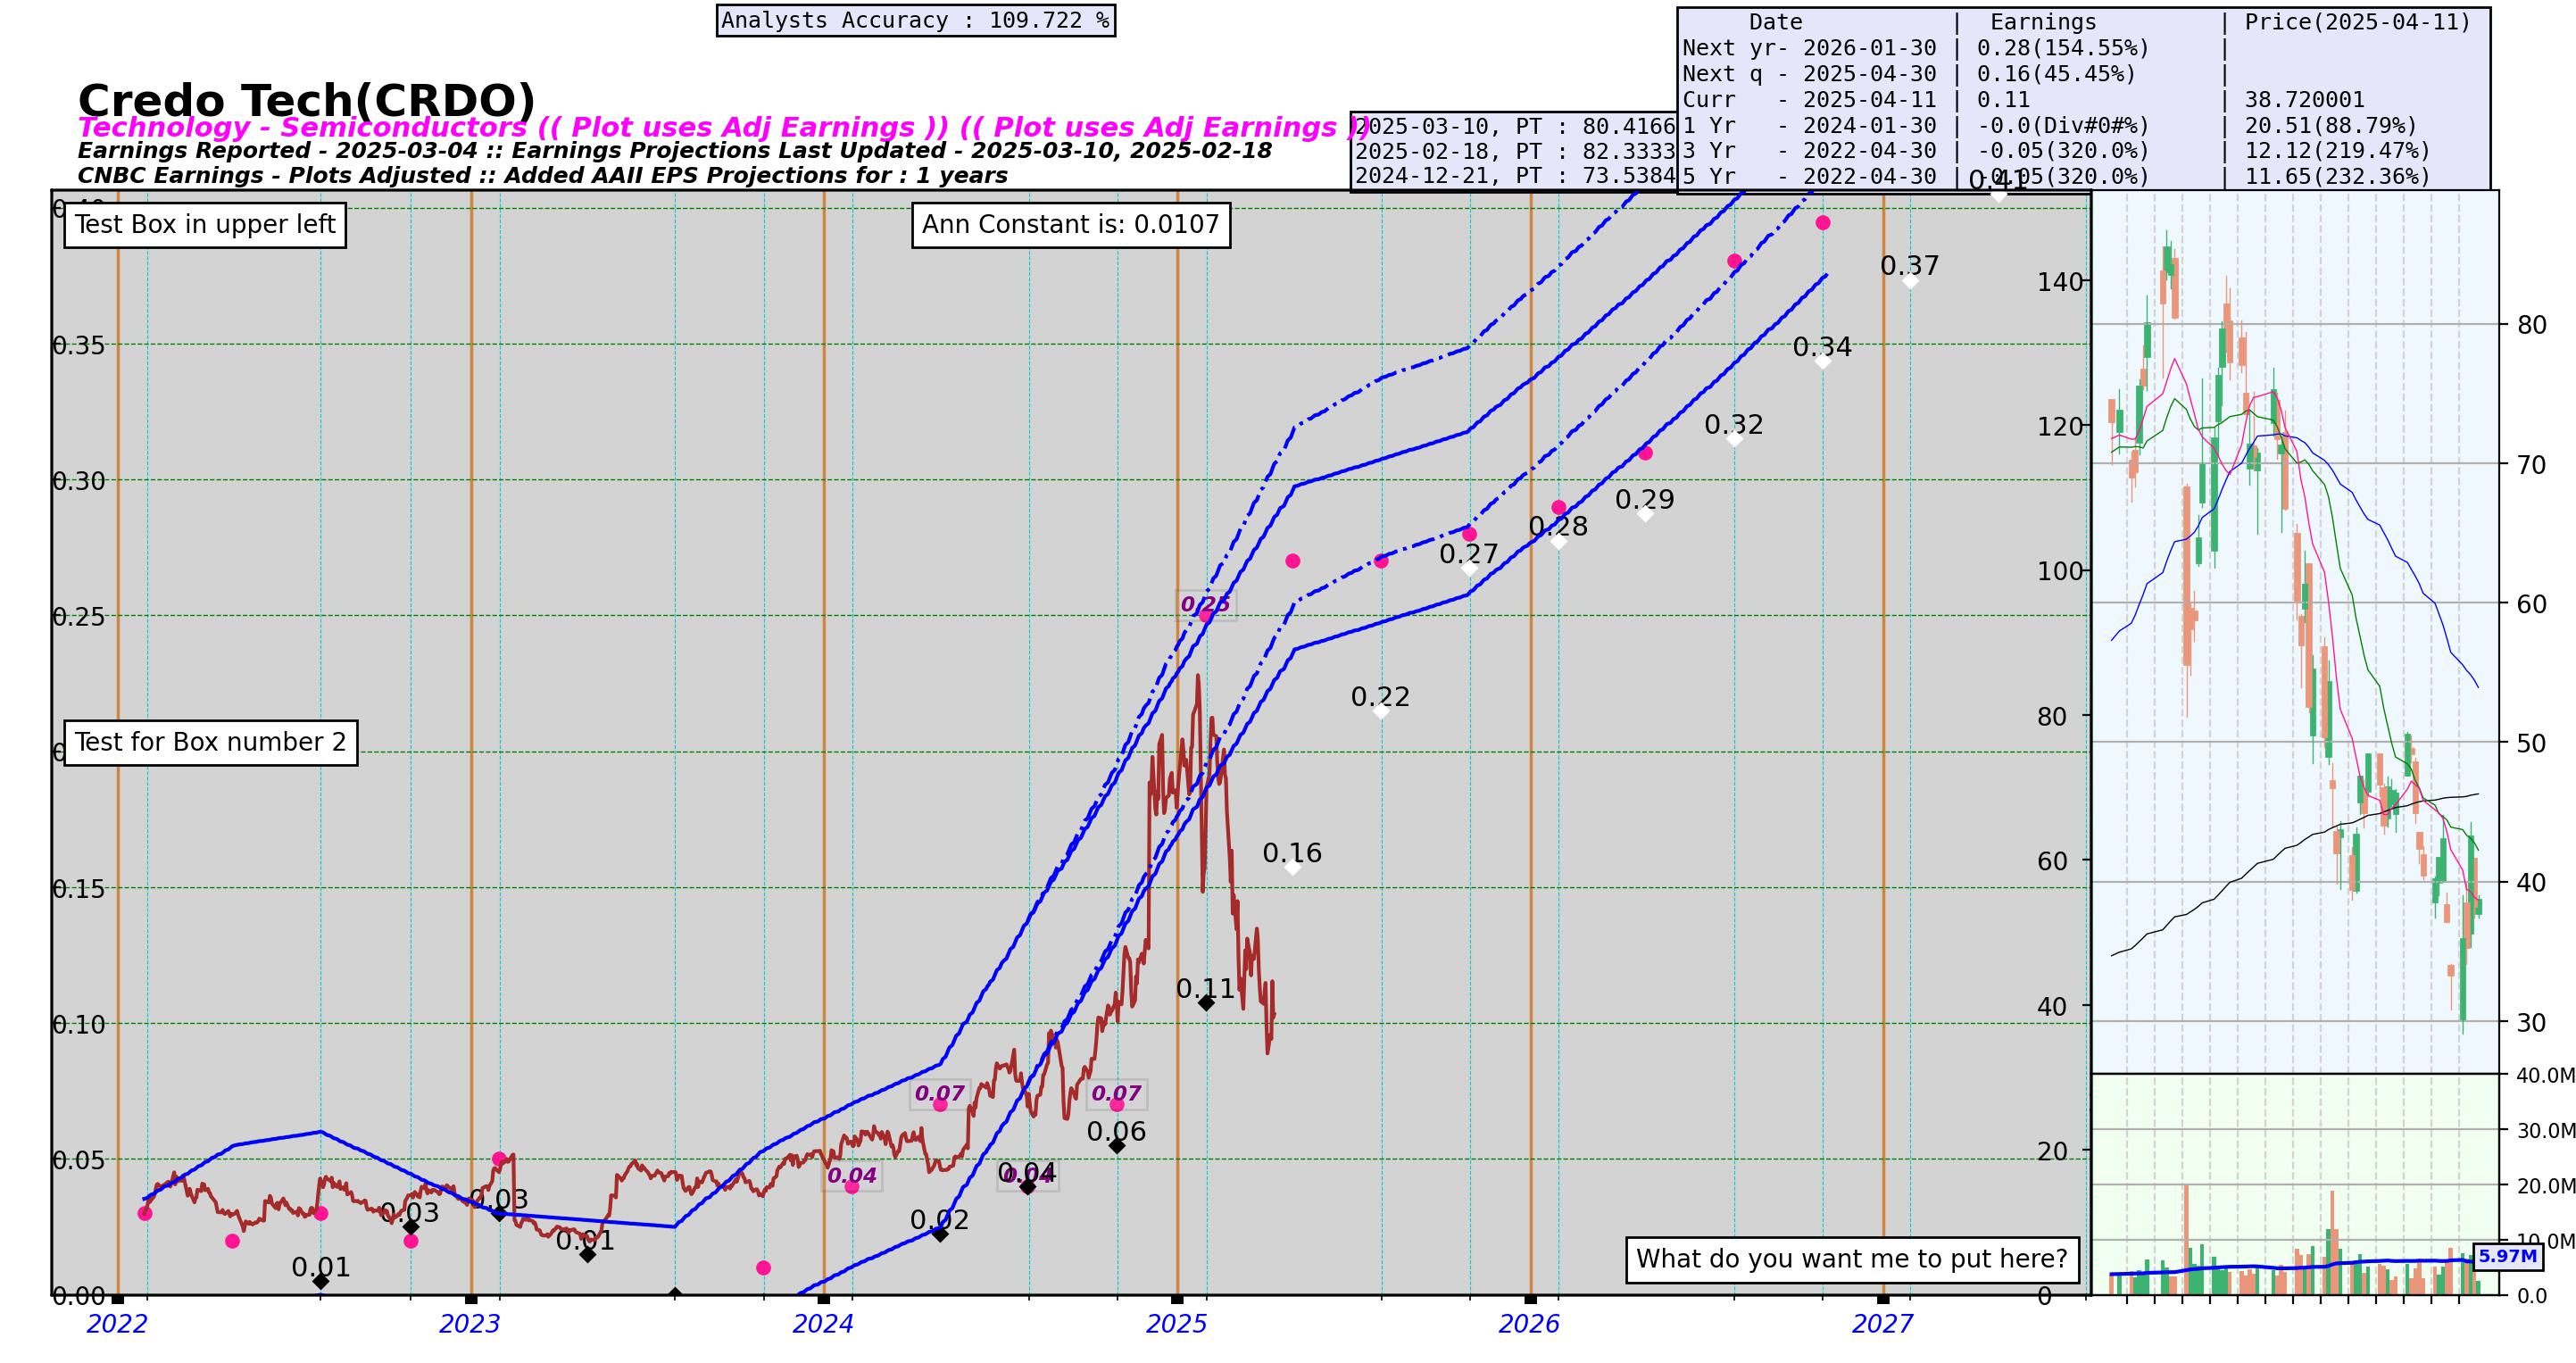 Analysts Accuracy : 109.722 %
Date | Earnings | Price(2025-04-11)
Next yr- 2026-01-30 | 0.28(154.55%) |
Next q - 2025-04-30 | 0.16(45.45%) |
Curr - 2025-04-11 | 0.11 | 38.720001
1 Yr - 2024-01-30 | -0.0(Div#0#%) | 20.51(88.79%)
3 Yr - 2022-04-30 | -0.05(320.0%) | 12.12(219.47%)
5 Yr - 2022-04-30 | -0.05(320.0%) | 11.65(232.36%)
Credo Tech(CRDO)
Technology - Semiconductors (( Plot uses Adj Earnings )) (( Plot uses Adj Earnings ))
Earnings Reported - 2025-03-04 :: Earnings Projections Last Updated - 2025-03-10, 2025-02-18
CNBC Earnings - Plots Adjusted :: Added AAII EPS Projections for : 1 years
2025-03-10, PT : 80.4166
2025-02-18, PT : 82.3333
2024-12-21, PT : 73.5384
Test Box in upper left
Ann Constant is: 0.0107
Test for Box number 2
What do you want me to put here?
0.35
0.30
0.25
0.15
0.10
0.05
0.00
0.01
0.03
0.03
0.01
0.04
0.07
0.02
0.04
0.07
0.06
0.25
0.11
0.16
0.22
0.27
0.28
0.29
0.32
0.34
0.37
0.41
140
120
100
80
60
40
20
0
80
70
60
50
40
30
40.0M
30.0M
20.0M
5.97M
0.0
2022
2023
2024
2025
2026
2027